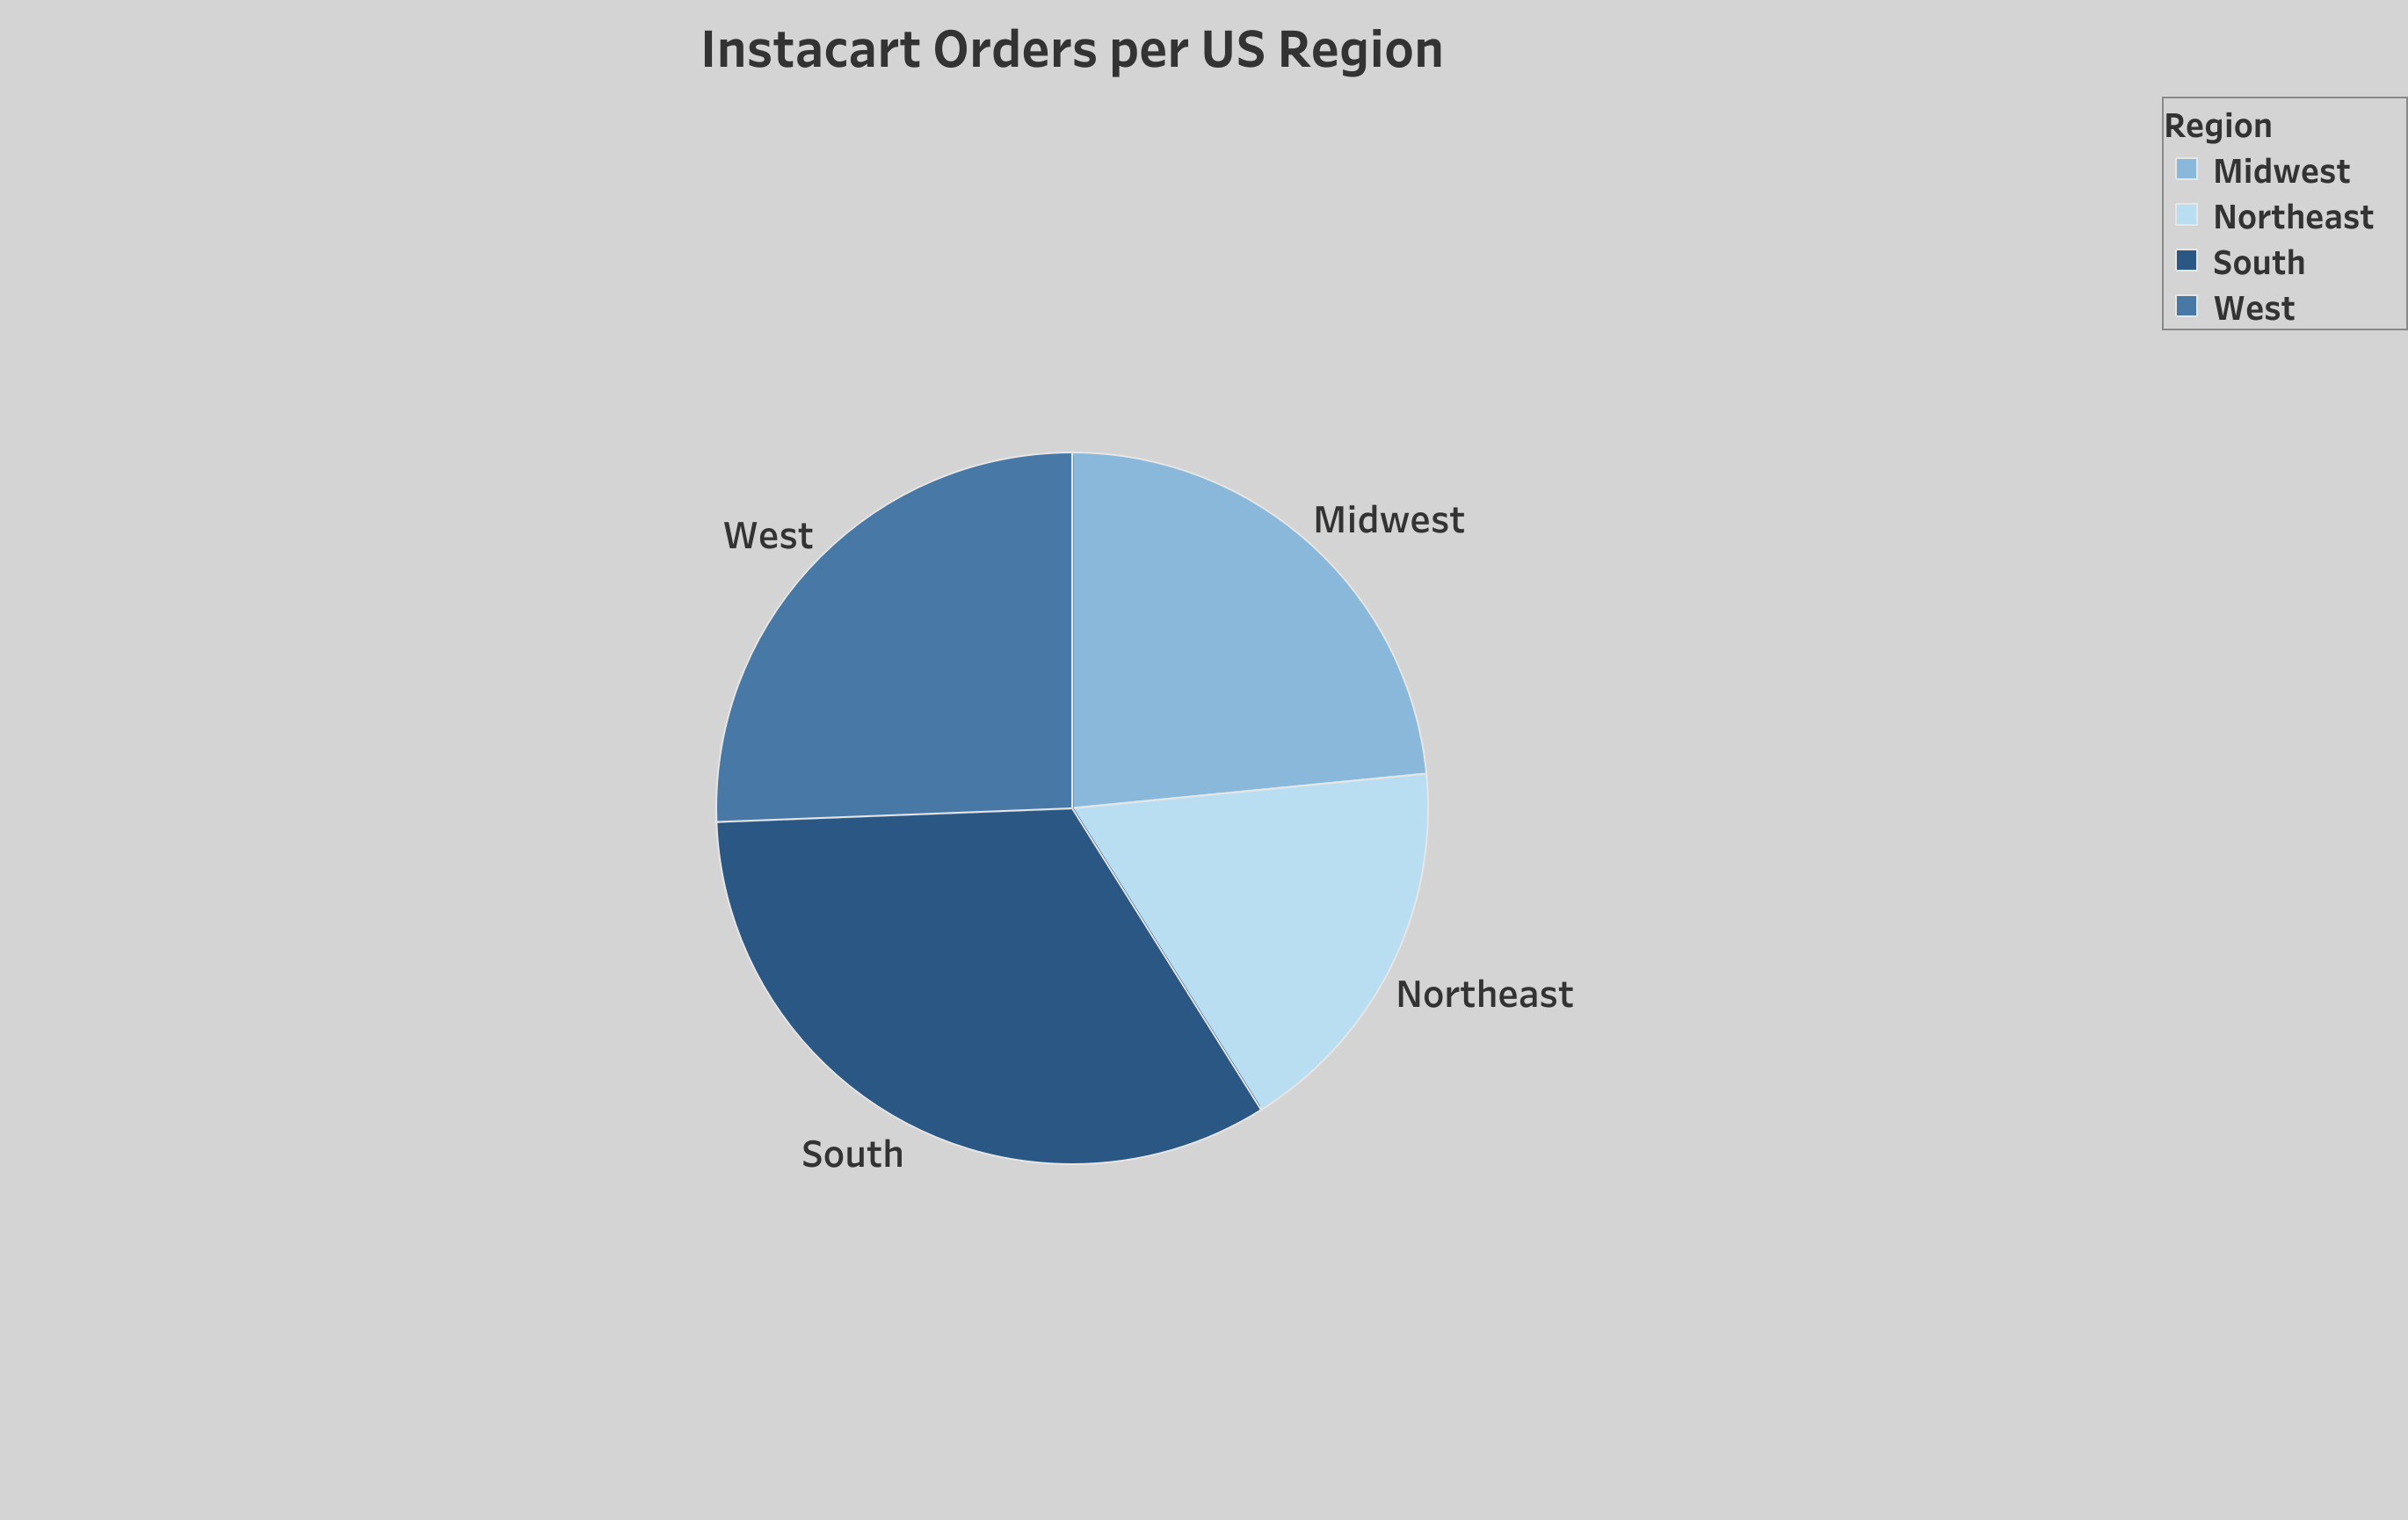 Instacart Orders per US Region
Region
Midwest
Northeast
South
West
West
Midwest
Northeast
South